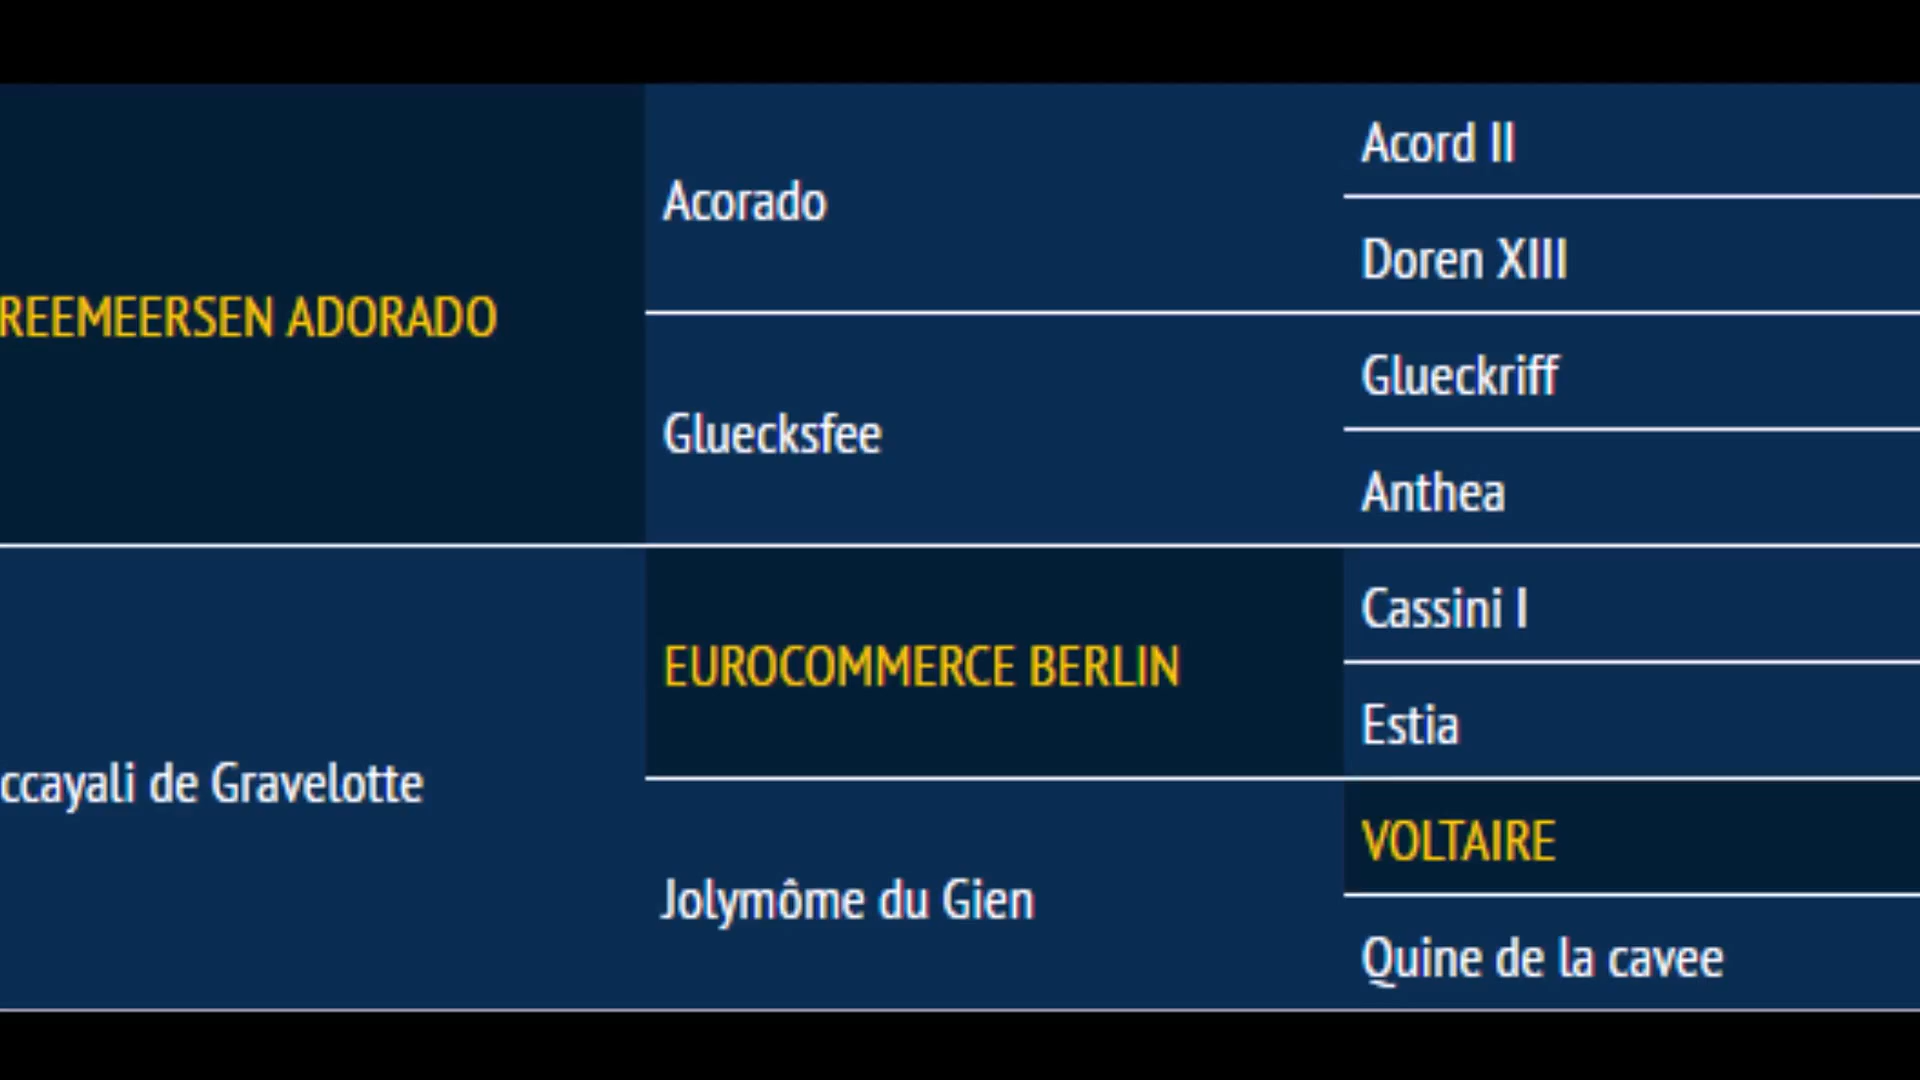 Acord II
Acorado
Doren XIII
REEMEERSEN ADORADO
Glueckriff
Gluecksfee
Anthea
Cassini I
EUROCOMMERCE BERLIN
Estia
ccayali de Gravelotte
VOLTAIRE
Jolymôme du Gien
Quine de la cavee